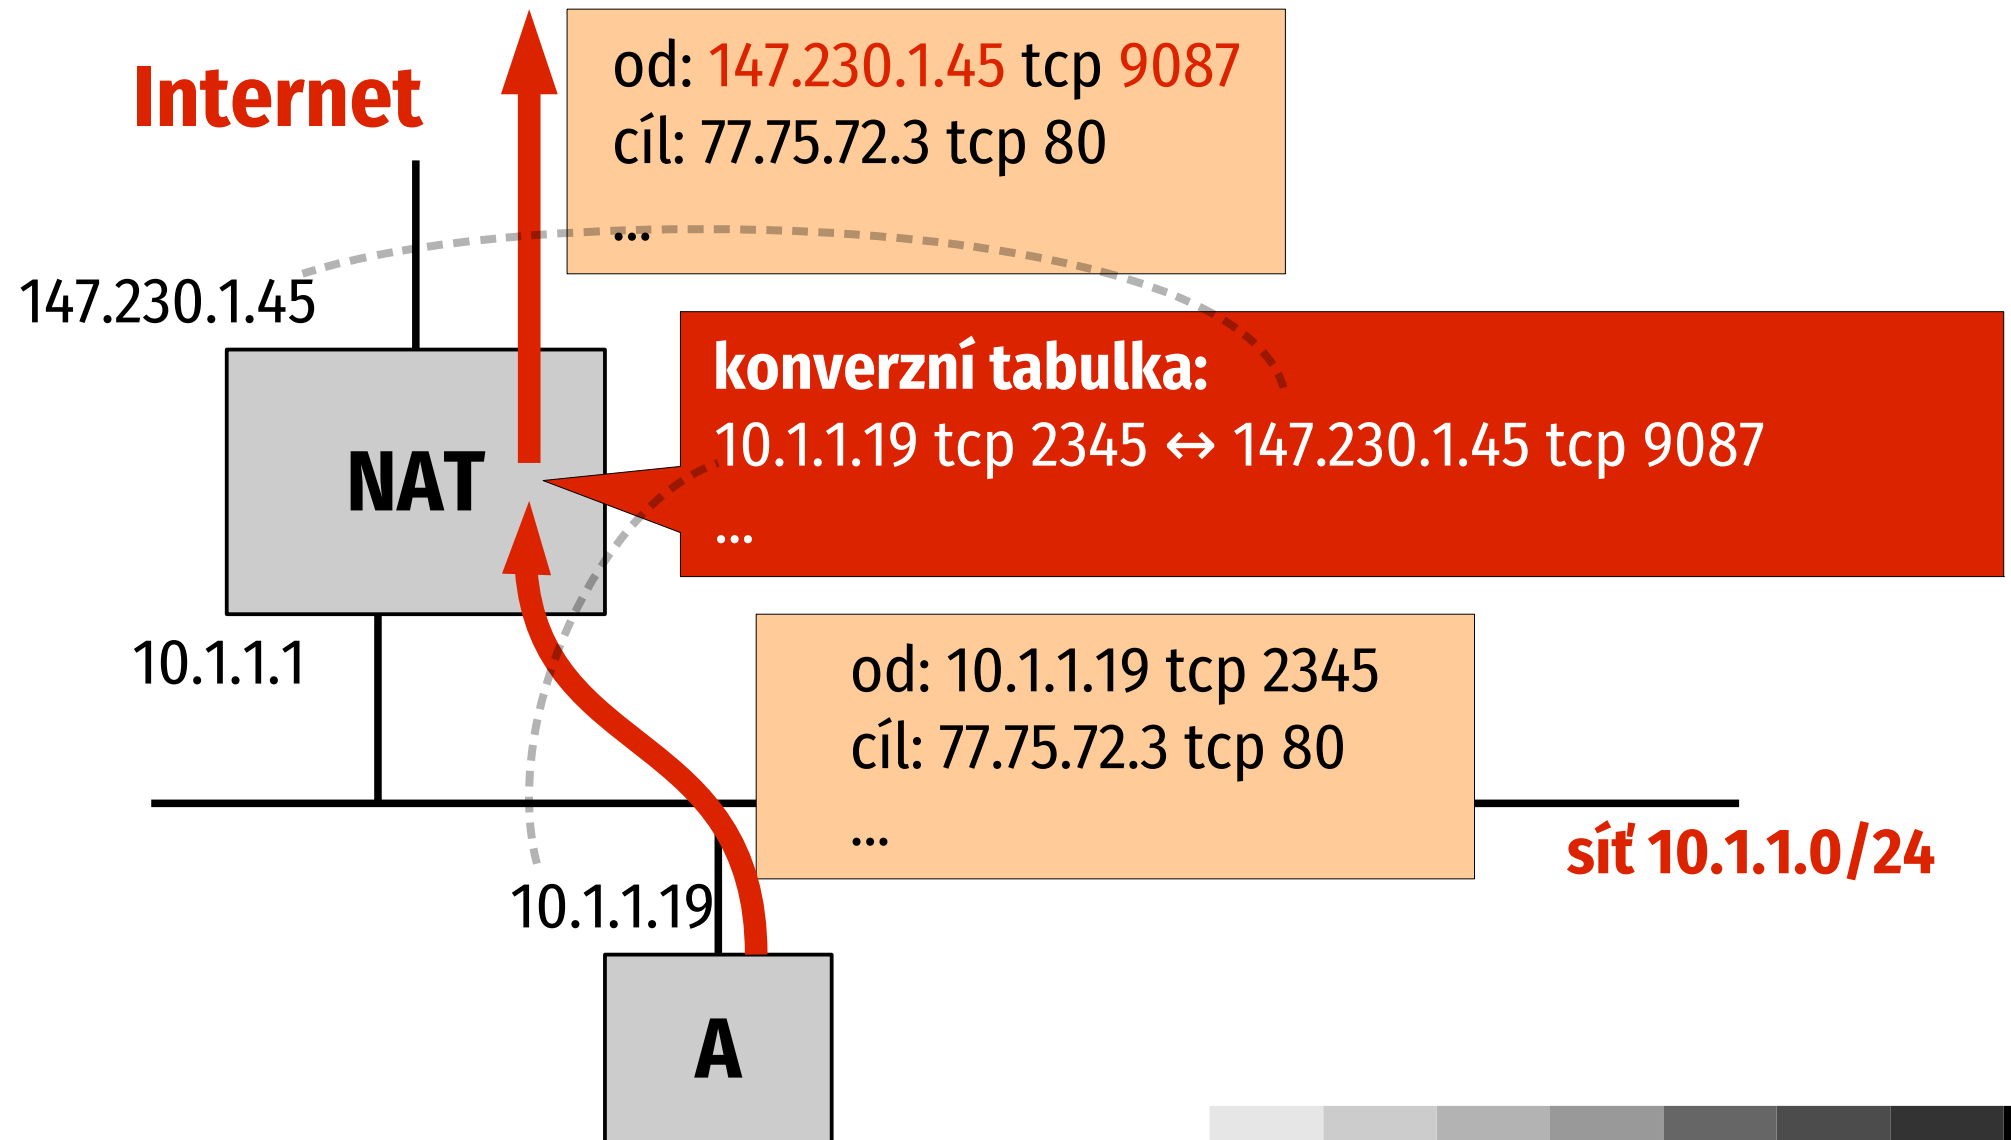 Internet
od: 147.230.1.45 tcp 9087
cíl: 77.75.72.3 tcp 80
...
147.230.1.45
konverzní tabulka:
10.1.1.19 tcp 2345 ↔ 147.230.1.45 tcp 9087
...
NAT
10.1.1.1
od: 10.1.1.19 tcp 2345
cíl: 77.75.72.3 tcp 80
...
síť 10.1.1.0/24
10.1.1.19
A